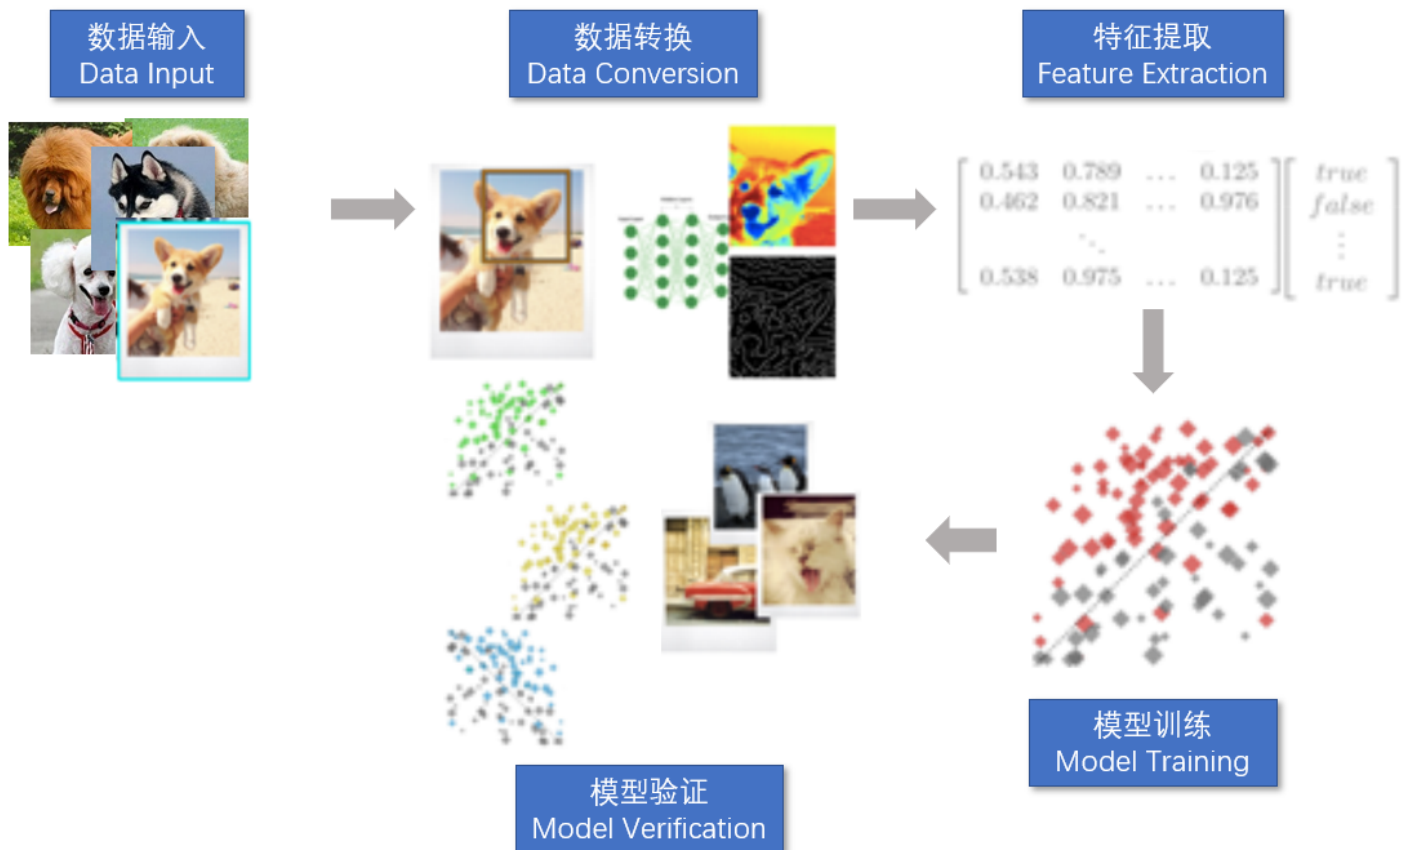 数据输入
Data Input
数据转换
Data Conversion
特征提取
Feature Extraction
0.543 0.789 ... 0.125 true
0.462 0.821 ... 0.976 false
0.538 0.975 ... 0.125 true
模型训练
Model Training
模型验证
Model Verification